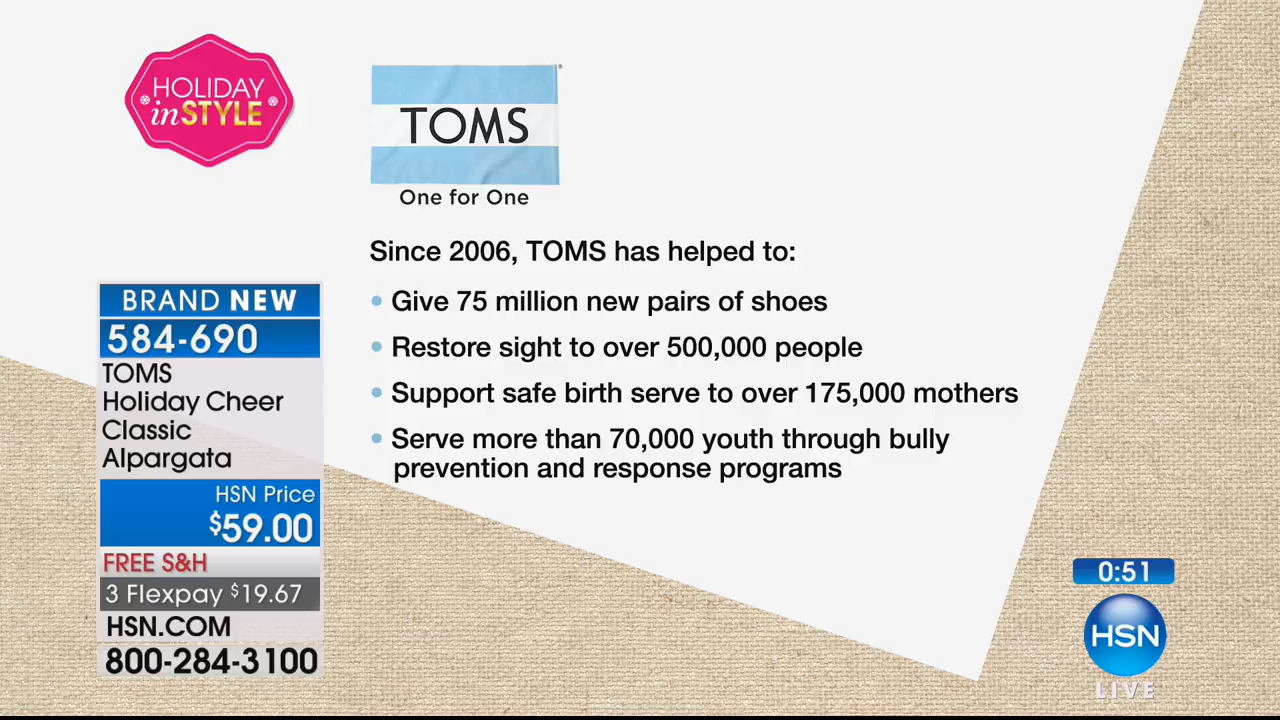 HOLIDAY
in STYLE
TOMS
One for One
Since 2006, TOMS has helped to:
• Give 75 million new pairs of shoes
• Restore sight to over 500,000 people
• Support safe birth serve to over 175,000 mothers
• Serve more than 70,000 youth through bully
prevention and response programs
BRAND NEW
584-690
TOMS
Holiday Cheer
Classic
Alpargata
HSN Price
$59.00
FREE S&H
3 Flexpay $19.67
HSN.COM
800-284-3100
0:51
HSN
LIVE